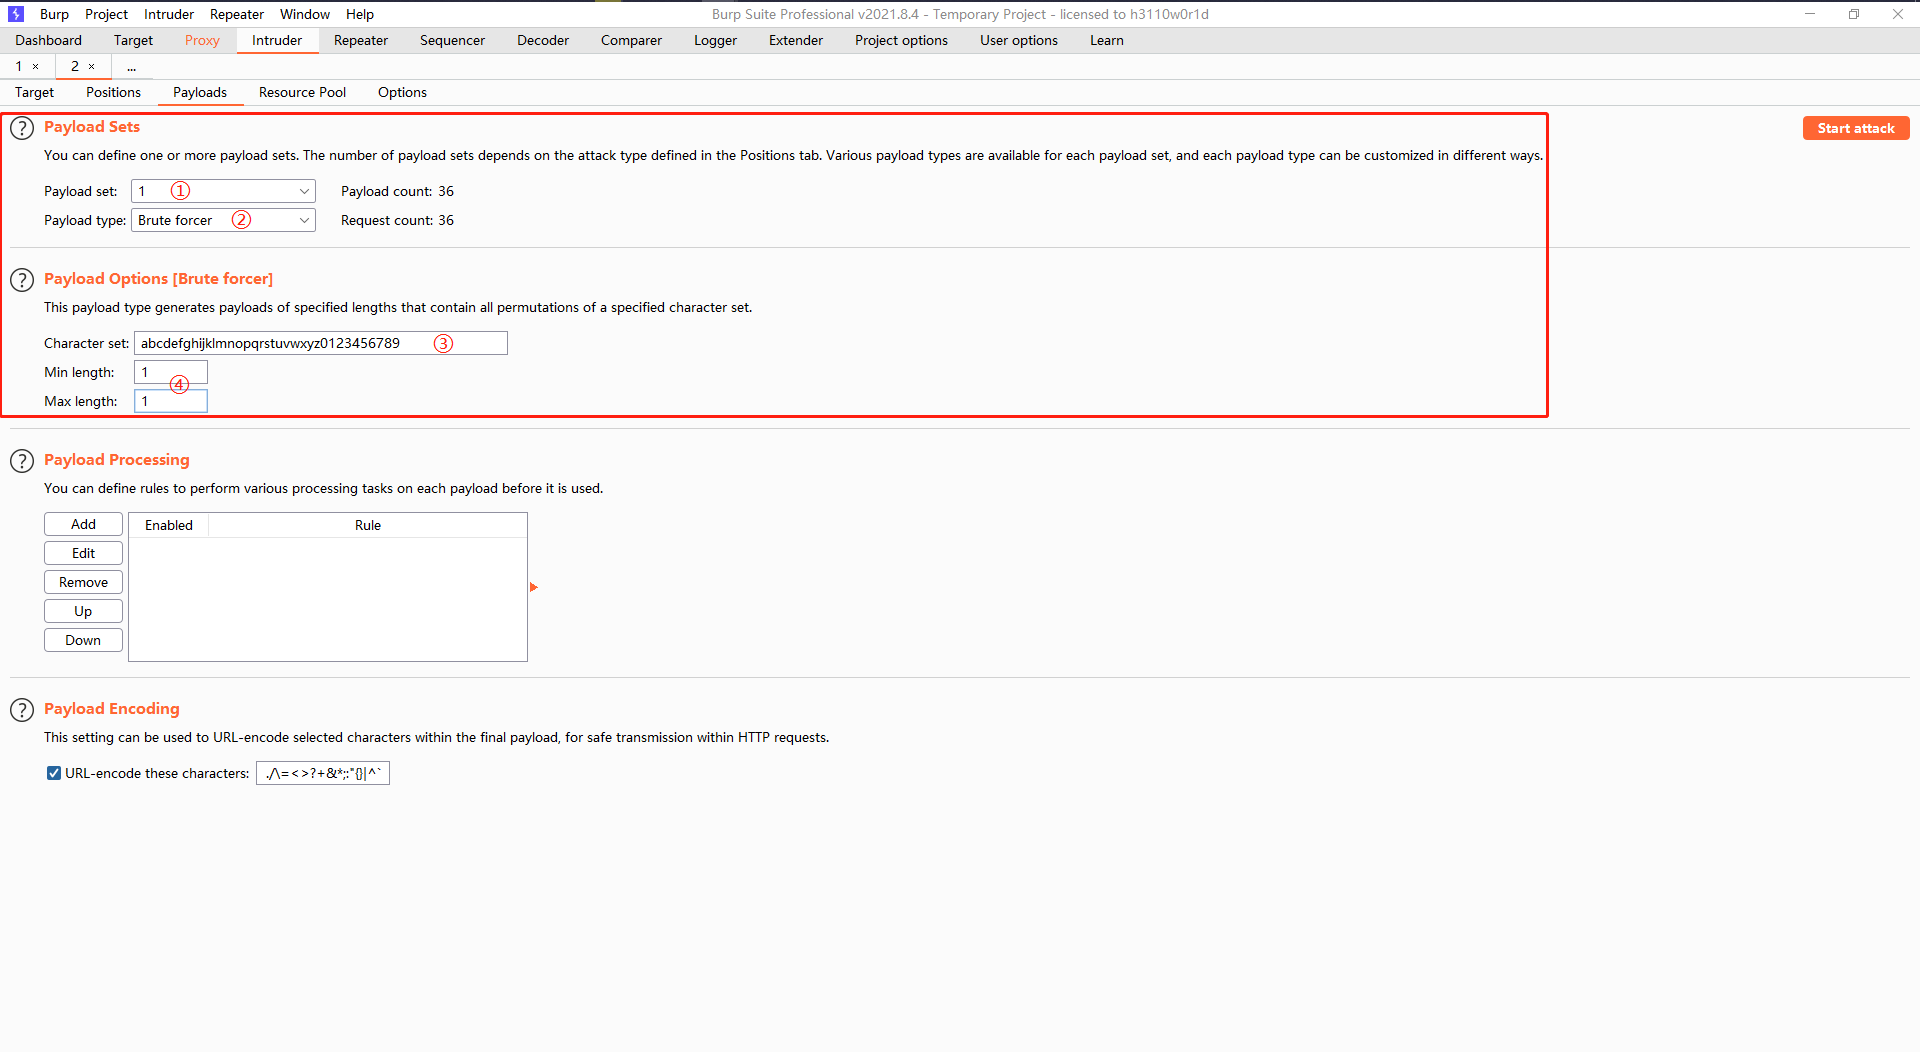 Burp Project Intruder Repeater Window Help Burp Suite Professional v2021.8.4 - Temporary Project - licensed to h3110w0r1d
Dashboard Target Proxy Intruder Repeater Sequencer Decoder Comparer Logger Extender Project options User options Learn
1 × 2 × ...
Target Positions Payloads Resource Pool Options
? Payload Sets Start attack
You can define one or more payload sets. The number of payload sets depends on the attack type defined in the Positions tab. Various payload types are available for each payload set, and each payload type can be customized in different ways.
Payload set: 1 ① Payload count: 36
Payload type: Brute forcer ② Request count: 36
? Payload Options [Brute forcer]
This payload type generates payloads of specified lengths that contain all permutations of a specified character set.
Character set: abcdefghijklmnopqrstuvwxyz0123456789 ③
Min length: 1
④
Max length: 1
? Payload Processing
You can define rules to perform various processing tasks on each payload before it is used.
Add Enabled Rule
Edit
Remove
Up
Down
? Payload Encoding
This setting can be used to URL-encode selected characters within the final payload, for safe transmission within HTTP requests.
URL-encode these characters: ./\=<>?+&*;:"{}|^`